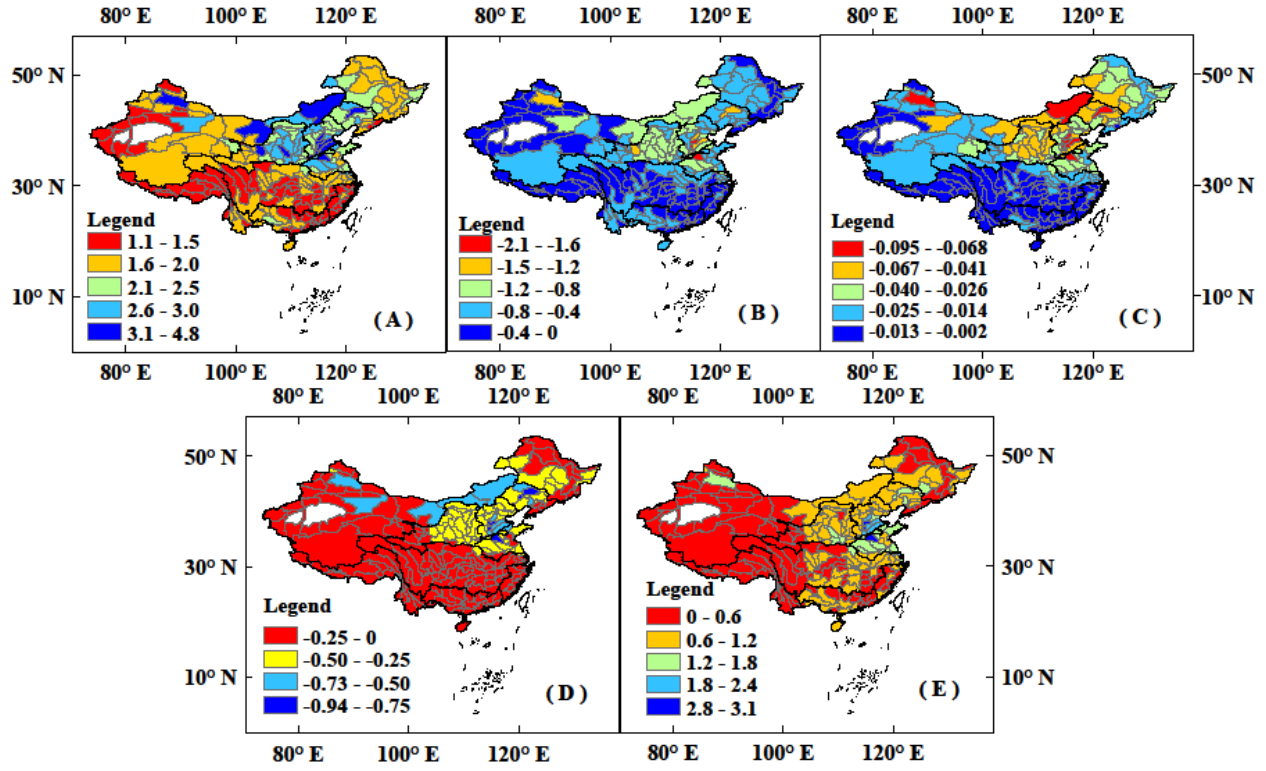 80° E 100° E 120° E 80° E 100° E 120° E 80° E 100° E 120° E
50° N
30° N
10° N
Legend
1.1 - 1.5
1.6 - 2.0
2.1 - 2.5
2.6 - 3.0
3.1 - 4.8
( A )
Legend
-2.1 - -1.6
-1.5 - -1.2
-1.2 - -0.8
-0.8 - -0.4
-0.4 - 0
( B )
Legend
-0.095 - -0.068
-0.067 - -0.041
-0.040 - -0.026
-0.025 - -0.014
-0.013 - -0.002
( C )
50° N
30° N
10° N
80° E 100° E 120° E 80° E 100° E 120° E
50° N
30° N
10° N
Legend
-0.25 - 0
-0.50 - -0.25
-0.73 - -0.50
-0.94 - -0.75
( D )
Legend
0 - 0.6
0.6 - 1.2
1.2 - 1.8
1.8 - 2.4
2.8 - 3.1
( E )
50° N
30° N
10° N
80° E 100° E 120° E 80° E 100° E 120° E